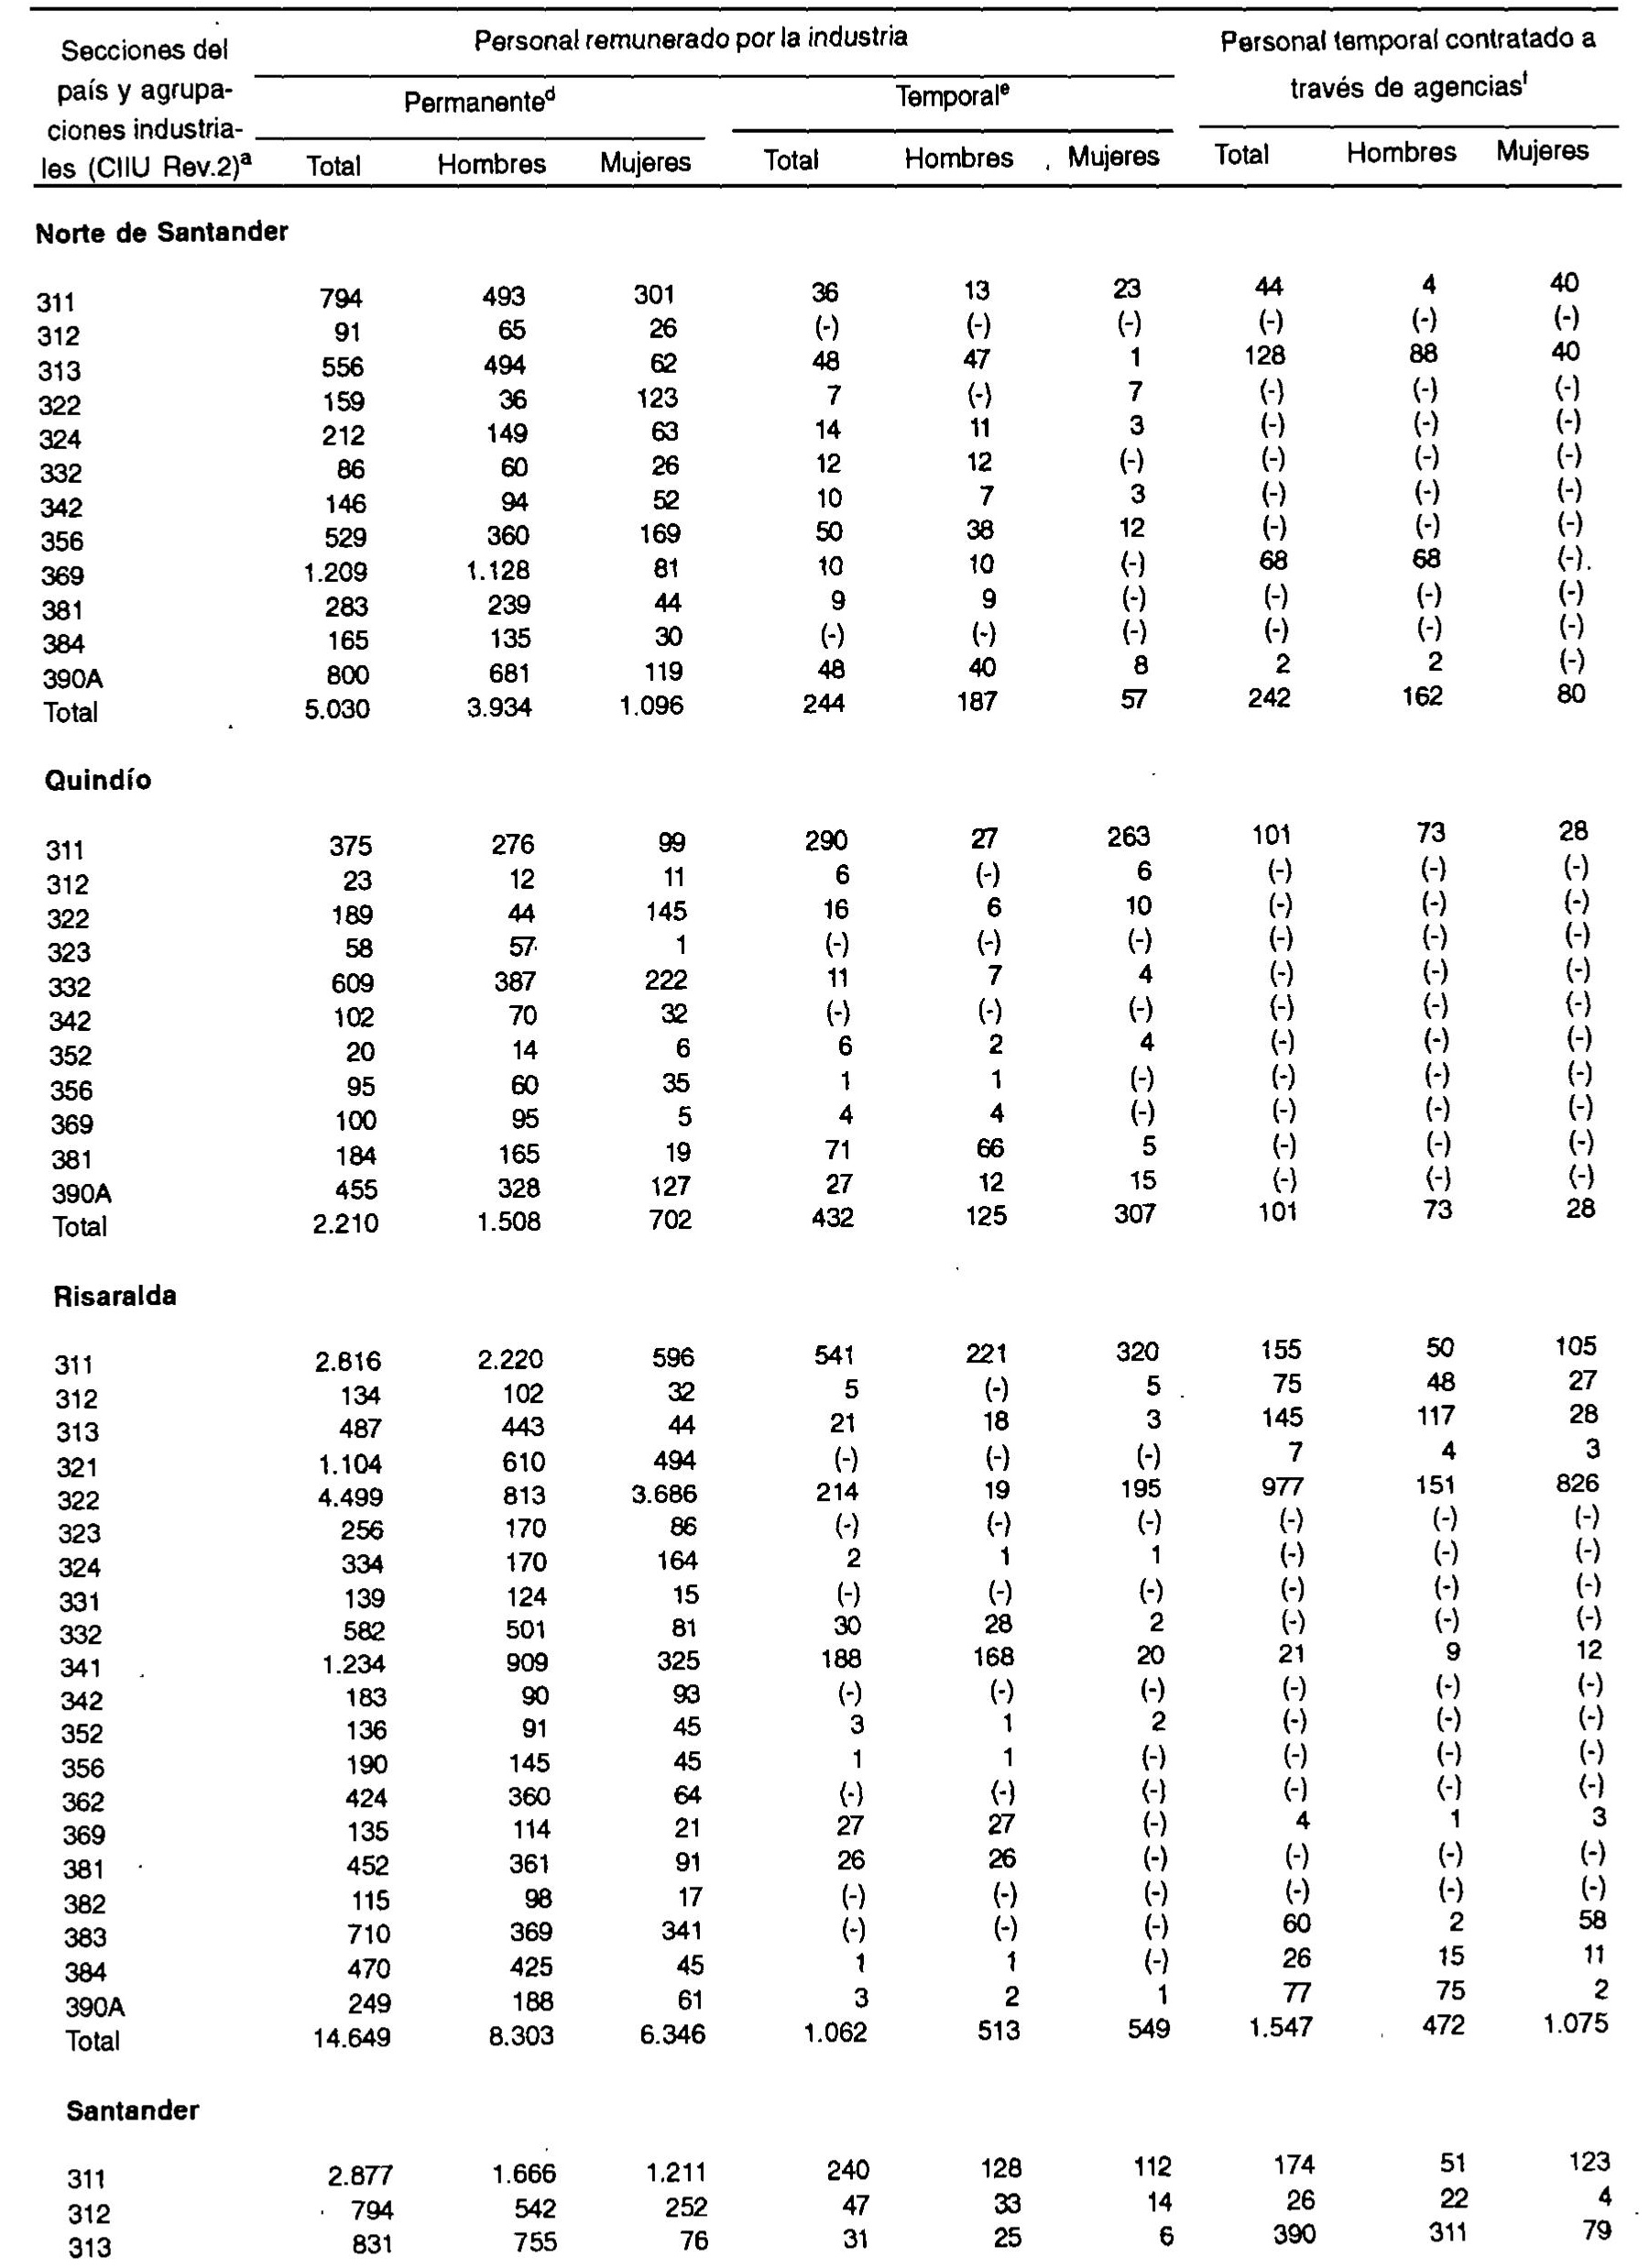 Secciones del país y agrupa-ciones industria-les (CIIU Rev.2)ª Personal remunerado por la industria Personal temporal contratado a través de agenciasᶠ
Permanenteᵈ Temporalᵉ
Total Hombres Mujeres Total Hombres Mujeres Total Hombres Mujeres
Norte de Santander
311 794 493 301 36 13 23 44 4 40
312 91 65 26 (-) (-) (-) (-) (-) (-)
313 556 494 62 48 47 1 128 88 40
322 159 36 123 7 (-) 7 (-) (-) (-)
324 212 149 63 14 11 3 (-) (-) (-)
332 86 60 26 12 12 (-) (-) (-) (-)
342 146 94 52 10 7 3 (-) (-) (-)
356 529 360 169 50 38 12 (-) (-) (-)
369 1.209 1.128 81 10 10 (-) 68 68 (-)
381 283 239 44 9 9 (-) (-) (-) (-)
384 165 135 30 (-) (-) (-) (-) (-) (-)
390A 800 681 119 48 40 8 2 2 (-)
Total 5.030 3.934 1.096 244 187 57 242 162 80
Quindío
311 375 276 99 290 27 263 101 73 28
312 23 12 11 6 (-) 6 (-) (-) (-)
322 189 44 145 16 6 10 (-) (-) (-)
323 58 57 1 (-) (-) (-) (-) (-) (-)
332 609 387 222 11 7 4 (-) (-) (-)
342 102 70 32 (-) (-) (-) (-) (-) (-)
352 20 14 6 6 2 4 (-) (-) (-)
356 95 60 35 1 1 (-) (-) (-) (-)
369 100 95 5 4 4 (-) (-) (-) (-)
381 184 165 19 71 66 5 (-) (-) (-)
390A 455 328 127 27 12 15 (-) (-) (-)
Total 2.210 1.508 702 432 125 307 101 73 28
Risaralda
311 2.816 2.220 596 541 221 320 155 50 105
312 134 102 32 5 (-) 5 75 48 27
313 487 443 44 21 18 3 145 117 28
321 1.104 610 494 (-) (-) (-) 7 4 3
322 4.499 813 3.686 214 19 195 977 151 826
323 256 170 86 (-) (-) (-) (-) (-) (-)
324 334 170 164 2 1 1 (-) (-) (-)
331 139 124 15 (-) (-) (-) (-) (-) (-)
332 582 501 81 30 28 2 (-) (-) (-)
341 1.234 909 325 188 168 20 21 9 12
342 183 90 93 (-) (-) (-) (-) (-) (-)
352 136 91 45 3 1 2 (-) (-) (-)
356 190 145 45 1 1 (-) (-) (-) (-)
362 424 360 64 (-) (-) (-) (-) (-) (-)
369 135 114 21 27 27 (-) 4 1 3
381 452 361 91 26 26 (-) (-) (-) (-)
382 115 98 17 (-) (-) (-) (-) (-) (-)
383 710 369 341 (-) (-) (-) 60 2 58
384 470 425 45 1 1 (-) 26 15 11
390A 249 188 61 3 2 1 77 75 2
Total 14.649 8.303 6.346 1.062 513 549 1.547 472 1.075
Santander
311 2.877 1.666 1.211 240 128 112 174 51 123
312 794 542 252 47 33 14 26 22 4
313 831 755 76 31 25 6 390 311 79